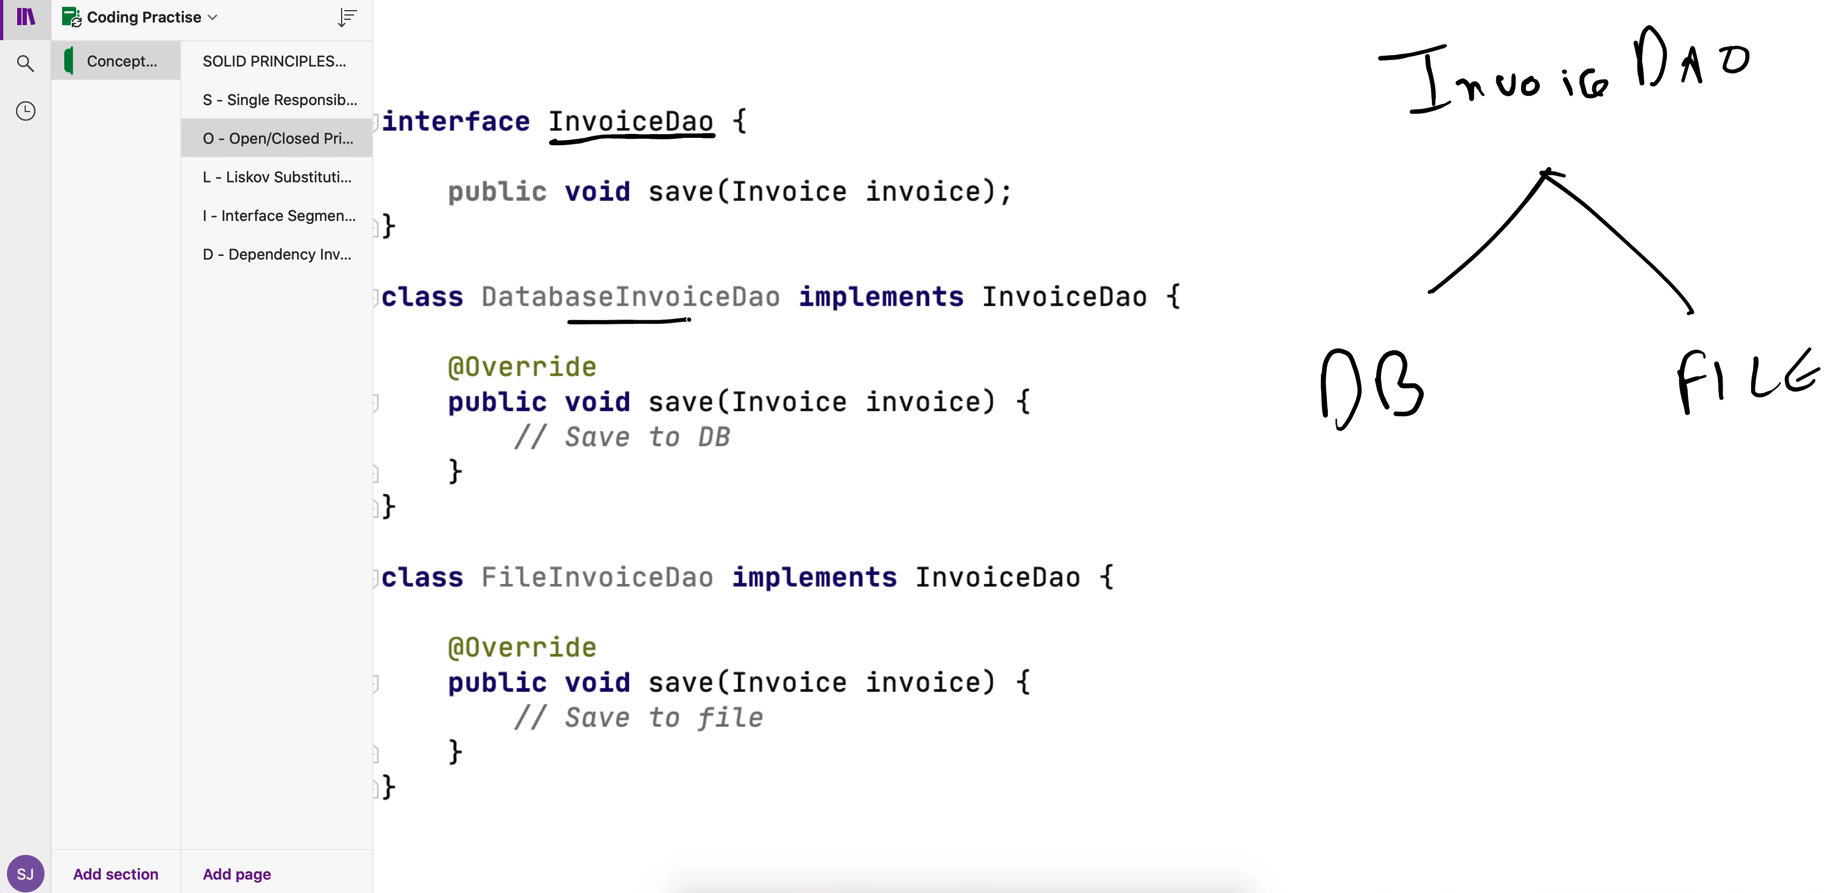 Coding Practise
Concept...
SOLID PRINCIPLES...
S - Single Responsib...
O - Open/Closed Pri...
L - Liskov Substituti...
I - Interface Segmen...
D - Dependency Inv...
Add section
Add page
SJ
interface InvoiceDao {
public void save(Invoice invoice);
}
class DatabaseInvoiceDao implements InvoiceDao {
@Override
public void save(Invoice invoice) {
// Save to DB
}
}
class FileInvoiceDao implements InvoiceDao {
@Override
public void save(Invoice invoice) {
// Save to file
}
}
Invoice DAO
DB
FILE